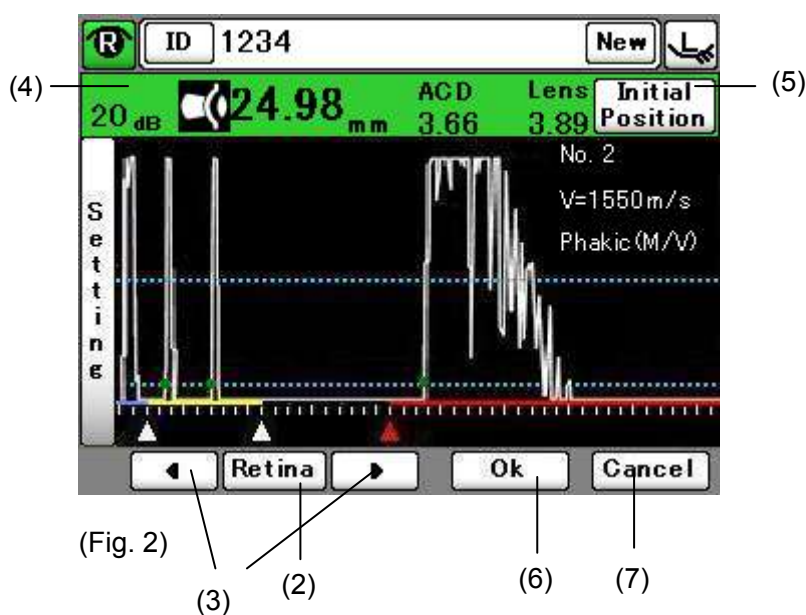 R ID 1234 New
(4) 20 dB 24.98 mm ACD 3.66 Lens 3.89 Initial Position (5)
No. 2
V=1550m/s
Phakic(M/V)
Setting
Retina Ok Cancel
(Fig. 2)
(3) (2) (6) (7)